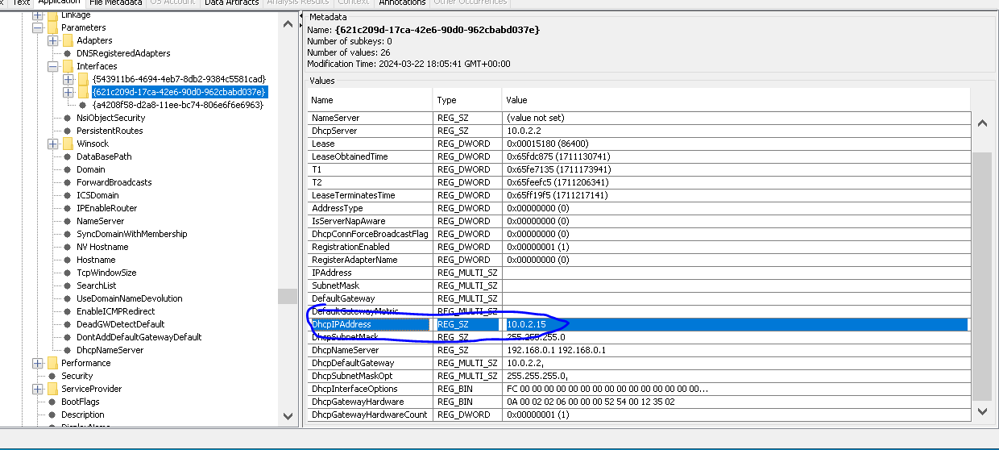 Text Application File Metadata OS Account Data Artifacts Analysis Results Context Annotations Other Occurrences
Linkage
Parameters
Adapters
DNSRegisteredAdapters
Interfaces
{543911b6-4694-4eb7-8db2-9384c5581cad}
{621c209d-17ca-42e6-90d0-962cbabd037e}
{a4208f58-d2a8-11ee-bc74-806e6f6e6963}
NsiObjectSecurity
PersistentRoutes
Winsock
DataBasePath
Domain
ForwardBroadcasts
ICSDomain
IPEnableRouter
NameServer
SyncDomainWithMembership
NV Hostname
Hostname
TcpWindowSize
SearchList
UseDomainNameDevolution
EnableICMPRedirect
DeadGWDetectDefault
DontAddDefaultGatewayDefault
DhcpNameServer
Performance
Security
ServiceProvider
BootFlags
Description
DisplayName
Metadata
Name: {621c209d-17ca-42e6-90d0-962cbabd037e}
Number of subkeys: 0
Number of values: 26
Modification Time: 2024-03-22 18:05:41 GMT+00:00
Values
Name Type Value
NameServer REG_SZ (value not set)
DhcpServer REG_SZ 10.0.2.2
Lease REG_DWORD 0x00015180 (86400)
LeaseObtainedTime REG_DWORD 0x65fdc875 (1711130741)
T1 REG_DWORD 0x65fe7135 (1711173941)
T2 REG_DWORD 0x65feefc5 (1711206341)
LeaseTerminatesTime REG_DWORD 0x65ff19f5 (1711217141)
AddressType REG_DWORD 0x00000000 (0)
IsServerNapAware REG_DWORD 0x00000000 (0)
DhcpConnForceBroadcastFlag REG_DWORD 0x00000000 (0)
RegistrationEnabled REG_DWORD 0x00000001 (1)
RegisterAdapterName REG_DWORD 0x00000000 (0)
IPAddress REG_MULTI_SZ
SubnetMask REG_MULTI_SZ
DefaultGateway REG_MULTI_SZ
DefaultGatewayMetric REG_MULTI_SZ
DhcpIPAddress REG_SZ 10.0.2.15
DhcpSubnetMask REG_SZ 255.255.255.0
DhcpNameServer REG_SZ 192.168.0.1 192.168.0.1
DhcpDefaultGateway REG_MULTI_SZ 10.0.2.2,
DhcpSubnetMaskOpt REG_MULTI_SZ 255.255.255.0,
DhcpInterfaceOptions REG_BIN FC 00 00 00 00 00 00 00 00 00 00 00 00 00 00...
DhcpGatewayHardware REG_BIN 0A 00 02 02 06 00 00 00 52 54 00 12 35 02
DhcpGatewayHardwareCount REG_DWORD 0x00000001 (1)